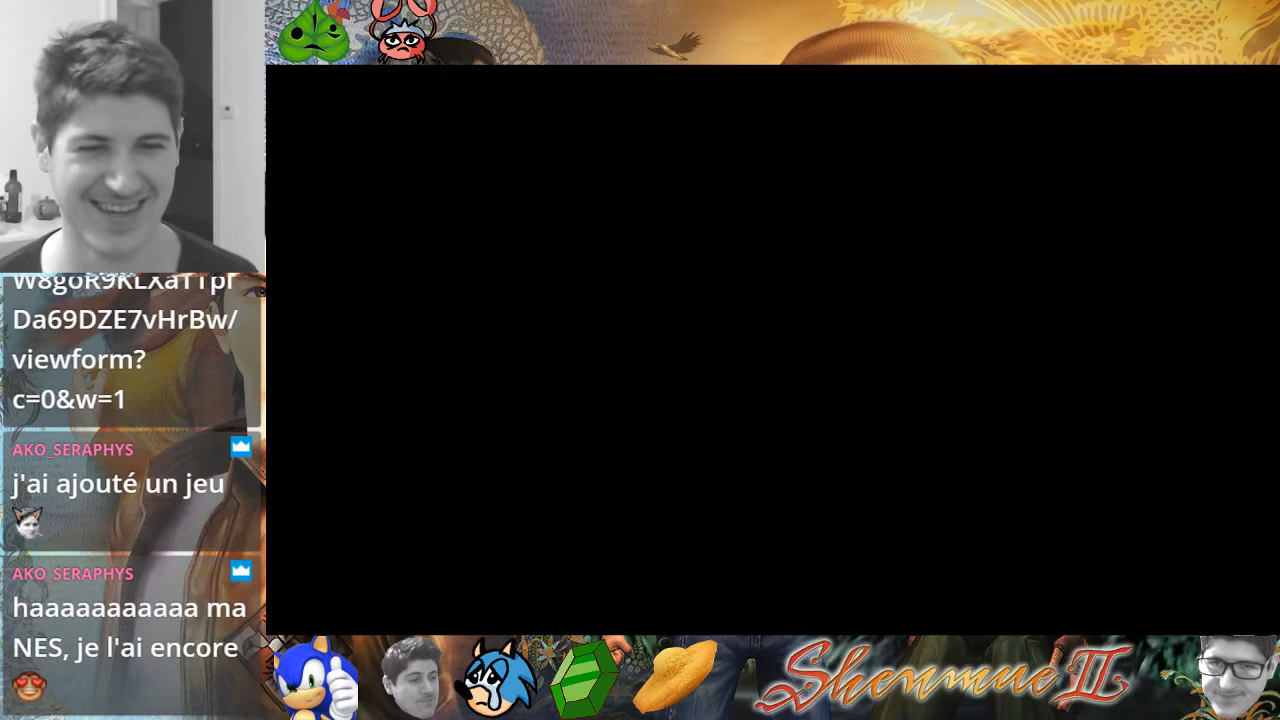 Da69DZE7vHrBw/
viewform?
c=0&w=1
AKO_SERAPHYS
j'ai ajouté un jeu
AKO_SERAPHYS
haaaaaaaaaaa ma
NES, je l'ai encore
Shenmue II